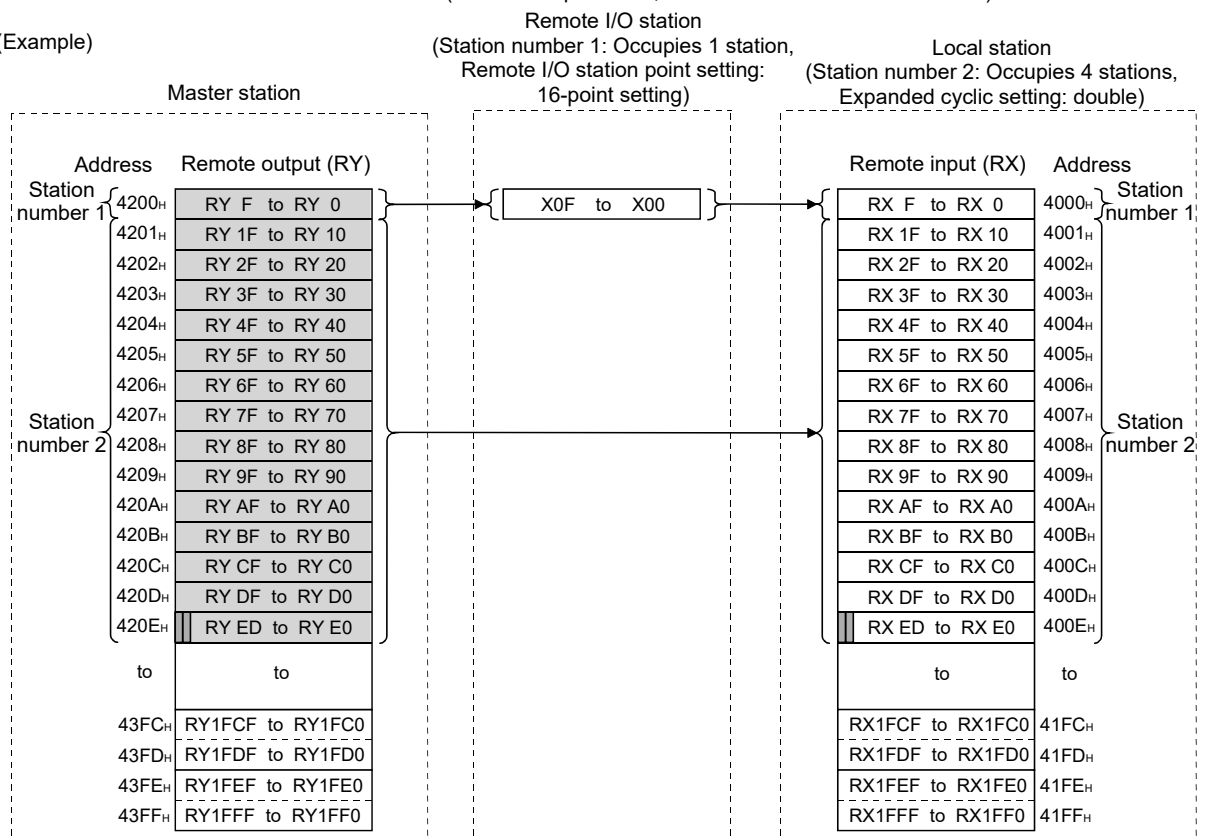 Remote I/O station
(Example)
(Station number 1: Occupies 1 station,
Remote I/O station point setting:
16-point setting)
Local station
(Station number 2: Occupies 4 stations,
Expanded cyclic setting: double)
Master station
Address Remote output (RY)
Remote input (RX) Address
Station
number 1
Station
number 1
4200H RY F to RY 0 X0F to X00 RX F to RX 0 4000H
4201H RY 1F to RY 10 RX 1F to RX 10 4001H
4202H RY 2F to RY 20 RX 2F to RX 20 4002H
4203H RY 3F to RY 30 RX 3F to RX 30 4003H
4204H RY 4F to RY 40 RX 4F to RX 40 4004H
4205H RY 5F to RY 50 RX 5F to RX 50 4005H
4206H RY 6F to RY 60 RX 6F to RX 60 4006H
4207H RY 7F to RY 70 RX 7F to RX 70 4007H
Station
number 2
Station
number 2
4208H RY 8F to RY 80 RX 8F to RX 80 4008H
4209H RY 9F to RY 90 RX 9F to RX 90 4009H
420AH RY AF to RY A0 RX AF to RX A0 400AH
420BH RY BF to RY B0 RX BF to RX B0 400BH
420CH RY CF to RY C0 RX CF to RX C0 400CH
420DH RY DF to RY D0 RX DF to RX D0 400DH
420EH RY ED to RY E0 RX ED to RX E0 400EH
to to to to
43FCH RY1FCF to RY1FC0 RX1FCF to RX1FC0 41FCH
43FDH RY1FDF to RY1FD0 RX1FDF to RX1FD0 41FDH
43FEH RY1FEF to RY1FE0 RX1FEF to RX1FE0 41FEH
43FFH RY1FFF to RY1FF0 RX1FFF to RX1FF0 41FFH